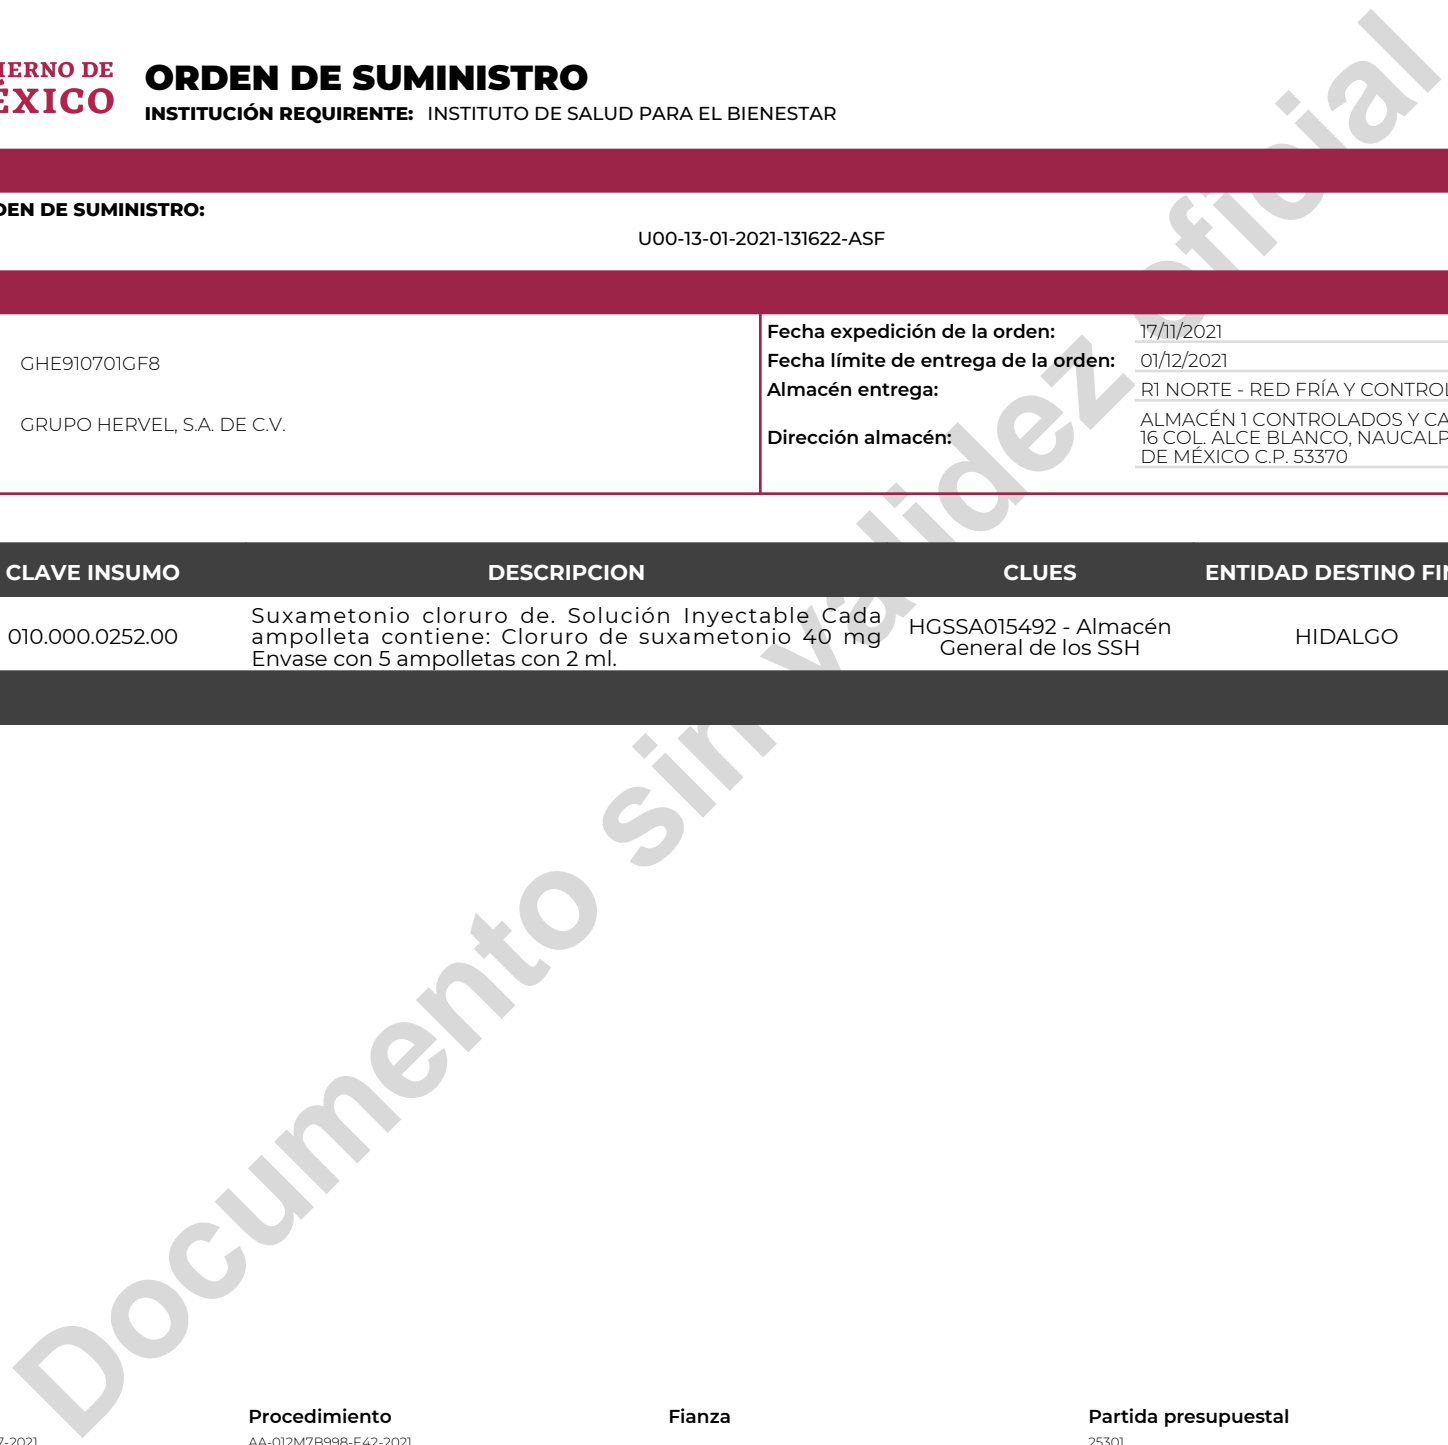 IERNO DE
ÉXICO
ORDEN DE SUMINISTRO
INSTITUCIÓN REQUIRENTE: INSTITUTO DE SALUD PARA EL BIENESTAR
DEN DE SUMINISTRO:
U00-13-01-2021-131622-ASF
GHE910701GF8
GRUPO HERVEL, S.A. DE C.V.
Fecha expedición de la orden: 17/11/2021
Fecha límite de entrega de la orden: 01/12/2021
Almacén entrega: R1 NORTE - RED FRÍA Y CONTROL
Dirección almacén: ALMACÉN 1 CONTROLADOS Y CA
16 COL. ALCE BLANCO, NAUCALP
DE MÉXICO C.P. 53370
CLAVE INSUMO DESCRIPCION CLUES ENTIDAD DESTINO FIN
010.000.0252.00
Suxametonio cloruro de. Solución Inyectable Cada
ampolleta contiene: Cloruro de suxametonio 40 mg
Envase con 5 ampolletas con 2 ml.
HGSSA015492 - Almacén
General de los SSH
HIDALGO
Documento sin validez oficial
Procedimiento Fianza Partida presupuestal
7-2021 AA-012M7B998-E42-2021 25301